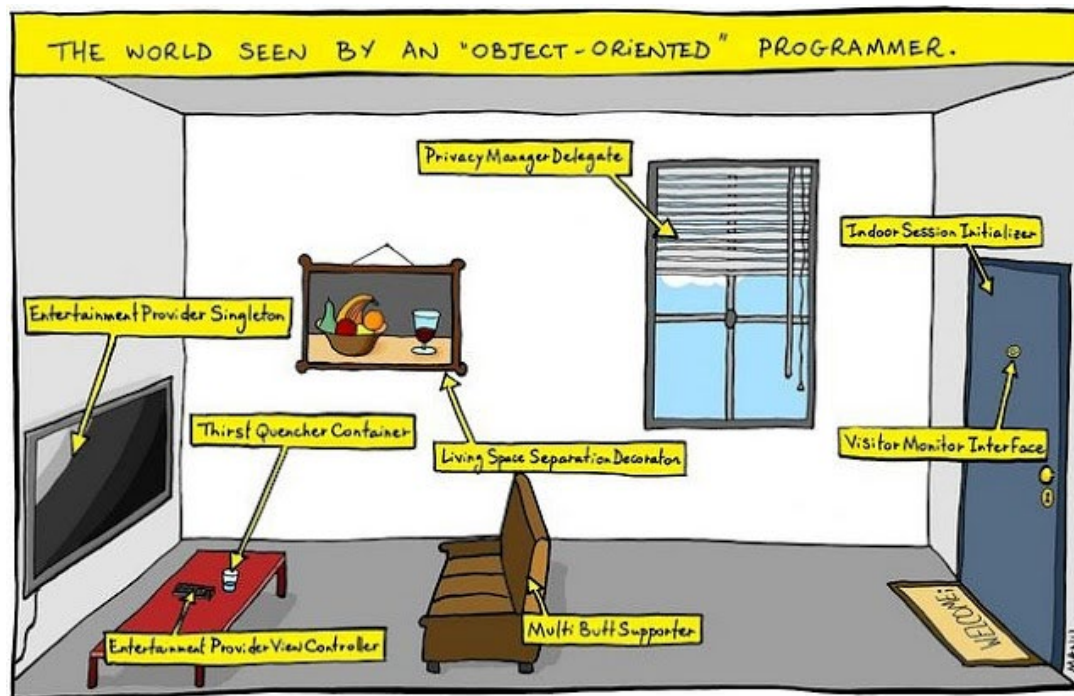 THE WORLD SEEN BY AN "OBJECT-ORIENTED" PROGRAMMER.
Privacy Manager Delegate
Indoor Session Initializer
Entertainment Provider Singleton
Thirst Quencher Container
Living Space Separation Decorator
Visitor Monitor Interface
Multi Butt Supporter
Entertainment Provider View Controller
WELCOME!
MANU